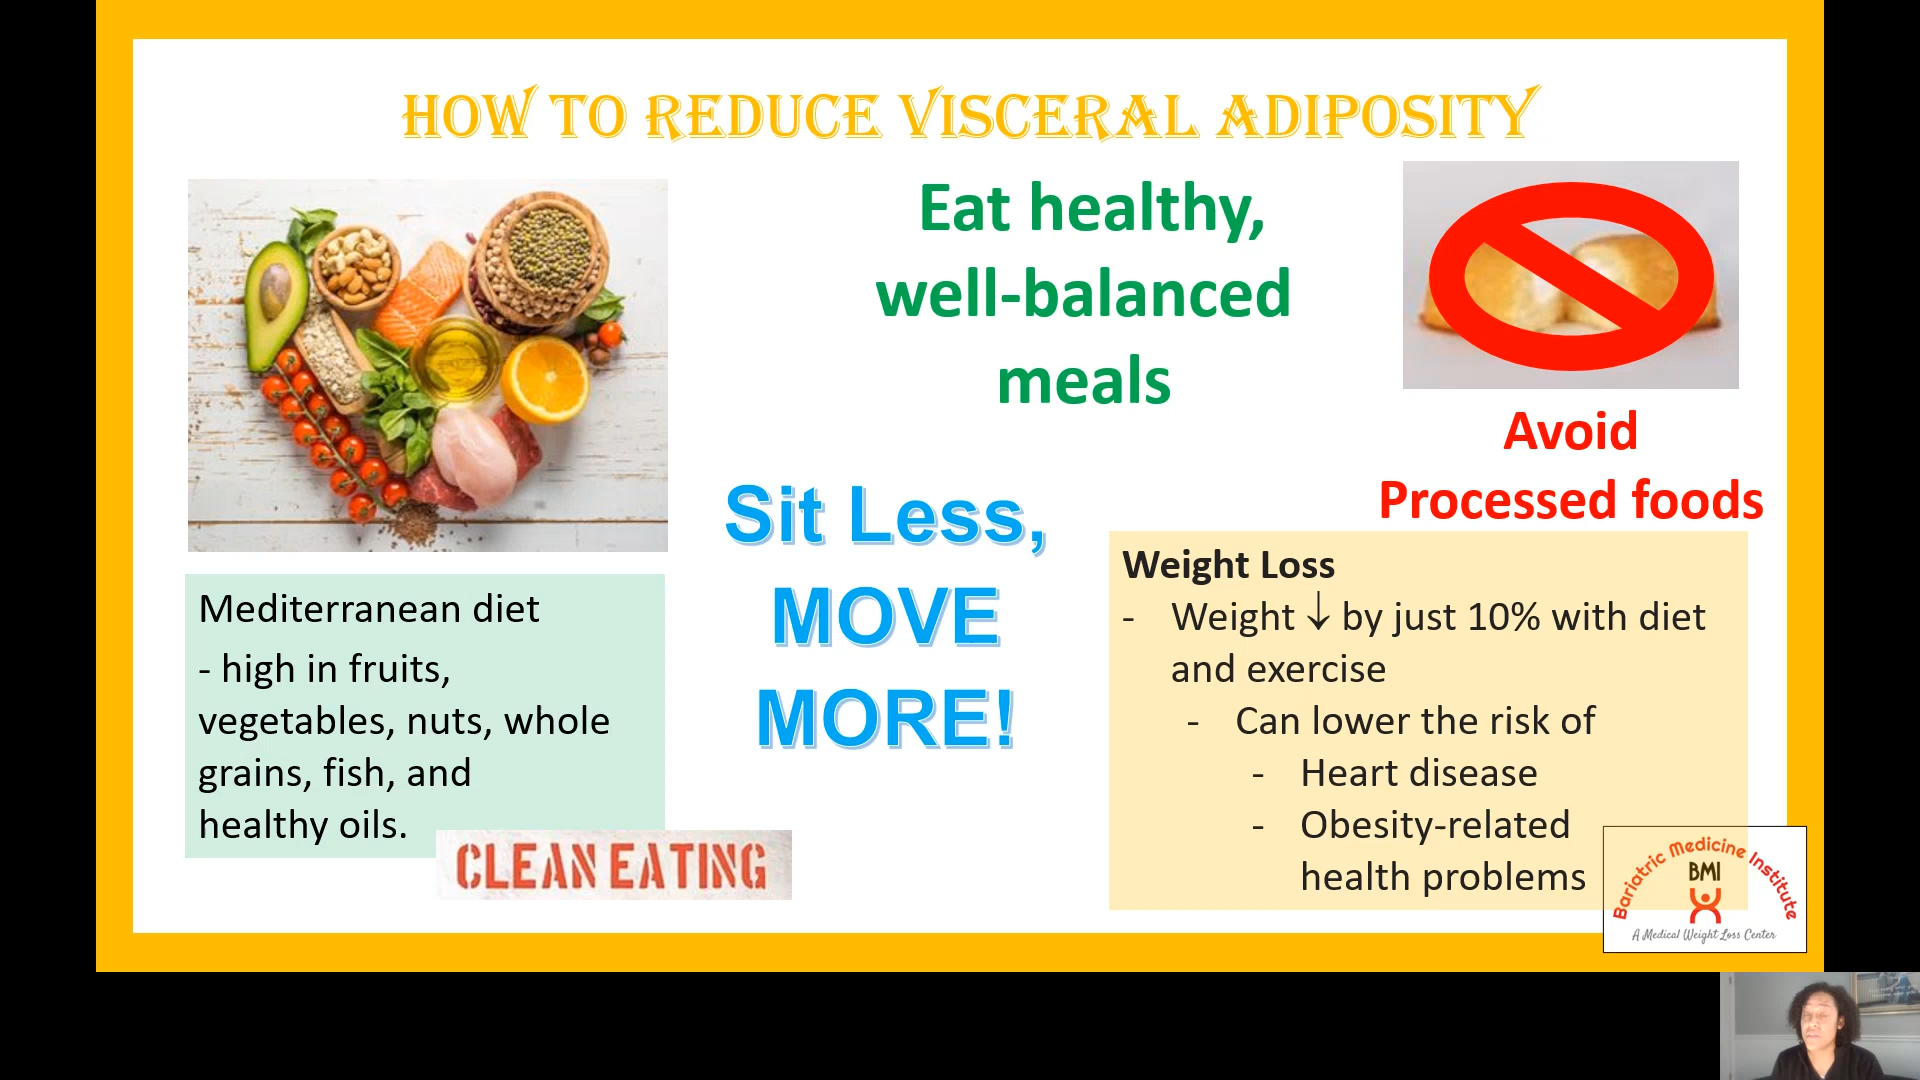 HOW TO REDUCE VISCERAL ADIPOSITY
Eat healthy,
well-balanced
meals
Avoid
Processed foods
Sit Less,
MOVE
MORE!
Mediterranean diet
- high in fruits,
vegetables, nuts, whole
grains, fish, and
healthy oils.
CLEAN EATING
Weight Loss
- Weight ↓ by just 10% with diet
and exercise
- Can lower the risk of
- Heart disease
- Obesity-related
health problems
Bariatric Medicine Institute
BMI
A Medical Weight Loss Center